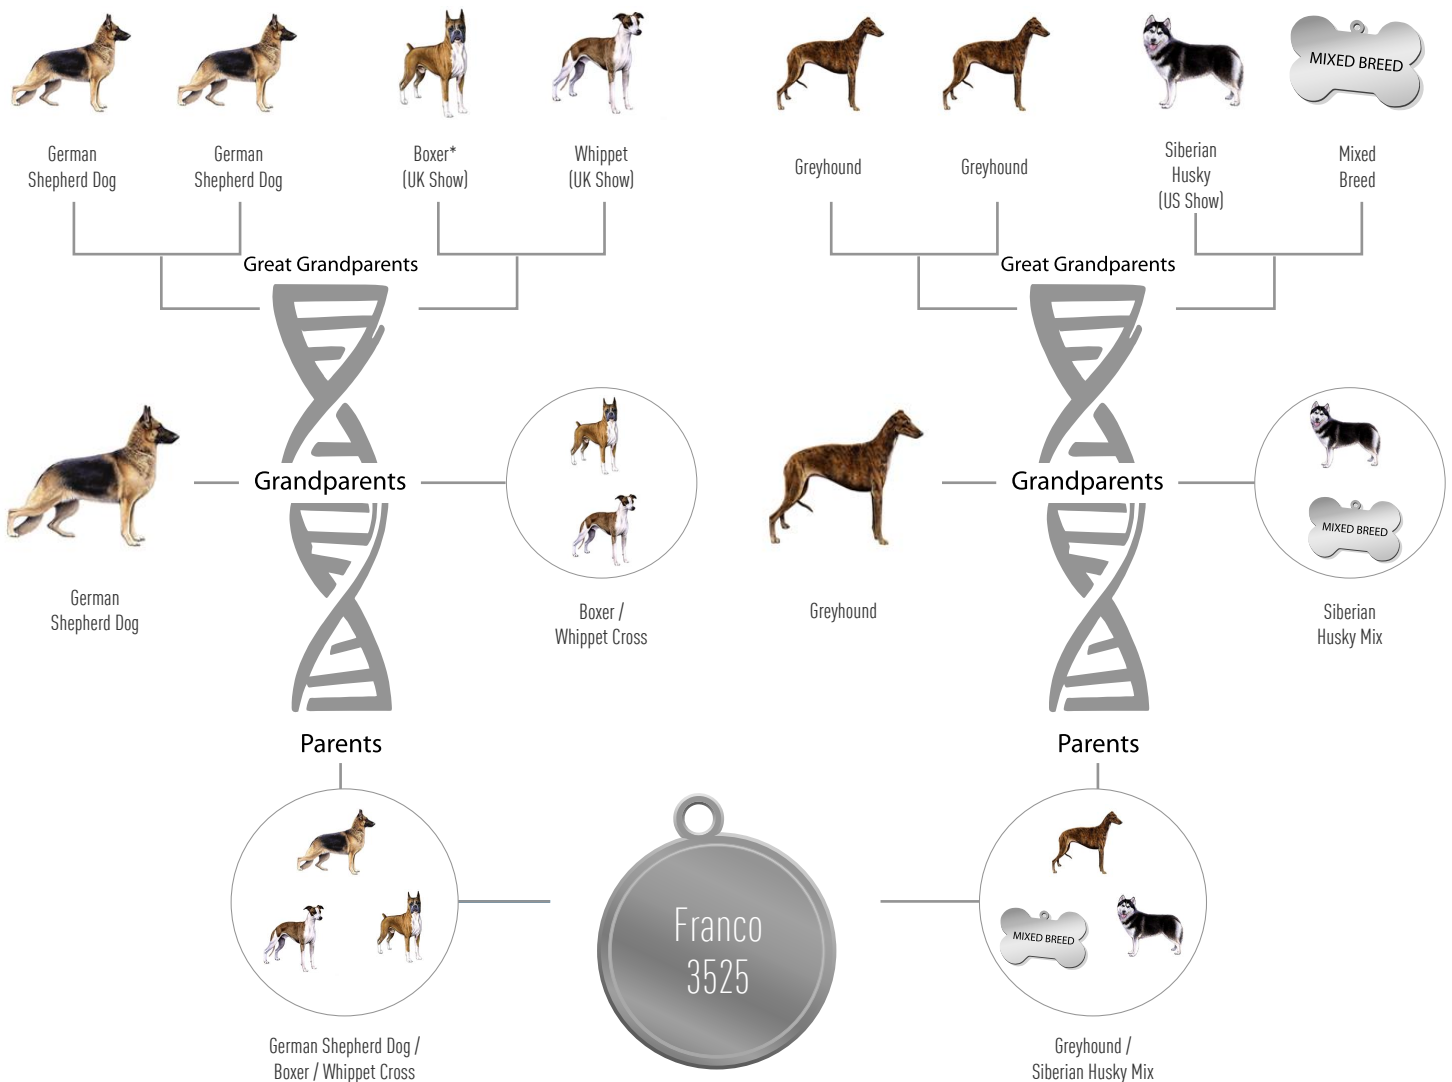 MIXED BREED
German
Shepherd Dog
German
Shepherd Dog
Boxer*
(UK Show)
Whippet
(UK Show)
Greyhound
Greyhound
Siberian
Husky
(US Show)
Mixed
Breed
Great Grandparents
Great Grandparents
Grandparents
Grandparents
MIXED BREED
German
Shepherd Dog
Boxer /
Whippet Cross
Greyhound
Siberian
Husky Mix
Parents
Parents
Franco
3525
MIXED BREED
German Shepherd Dog /
Boxer / Whippet Cross
Greyhound /
Siberian Husky Mix